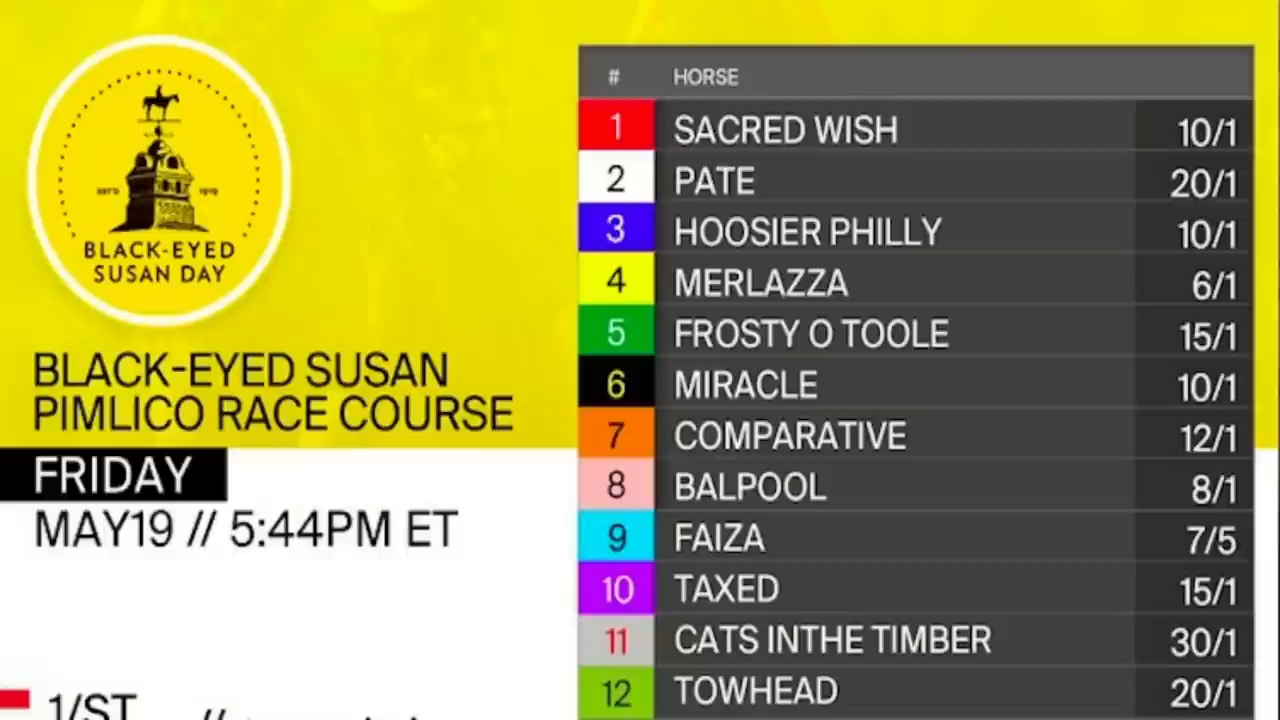 BLACK-EYED
SUSAN DAY
BLACK-EYED SUSAN
PIMLICO RACE COURSE
FRIDAY
MAY19 // 5:44PM ET
1/ST
//
# HORSE
1 SACRED WISH 10/1
2 PATE 20/1
3 HOOSIER PHILLY 10/1
4 MERLAZZA 6/1
5 FROSTY O TOOLE 15/1
6 MIRACLE 10/1
7 COMPARATIVE 12/1
8 BALPOOL 8/1
9 FAIZA 7/5
10 TAXED 15/1
11 CATS INTHE TIMBER 30/1
12 TOWHEAD 20/1